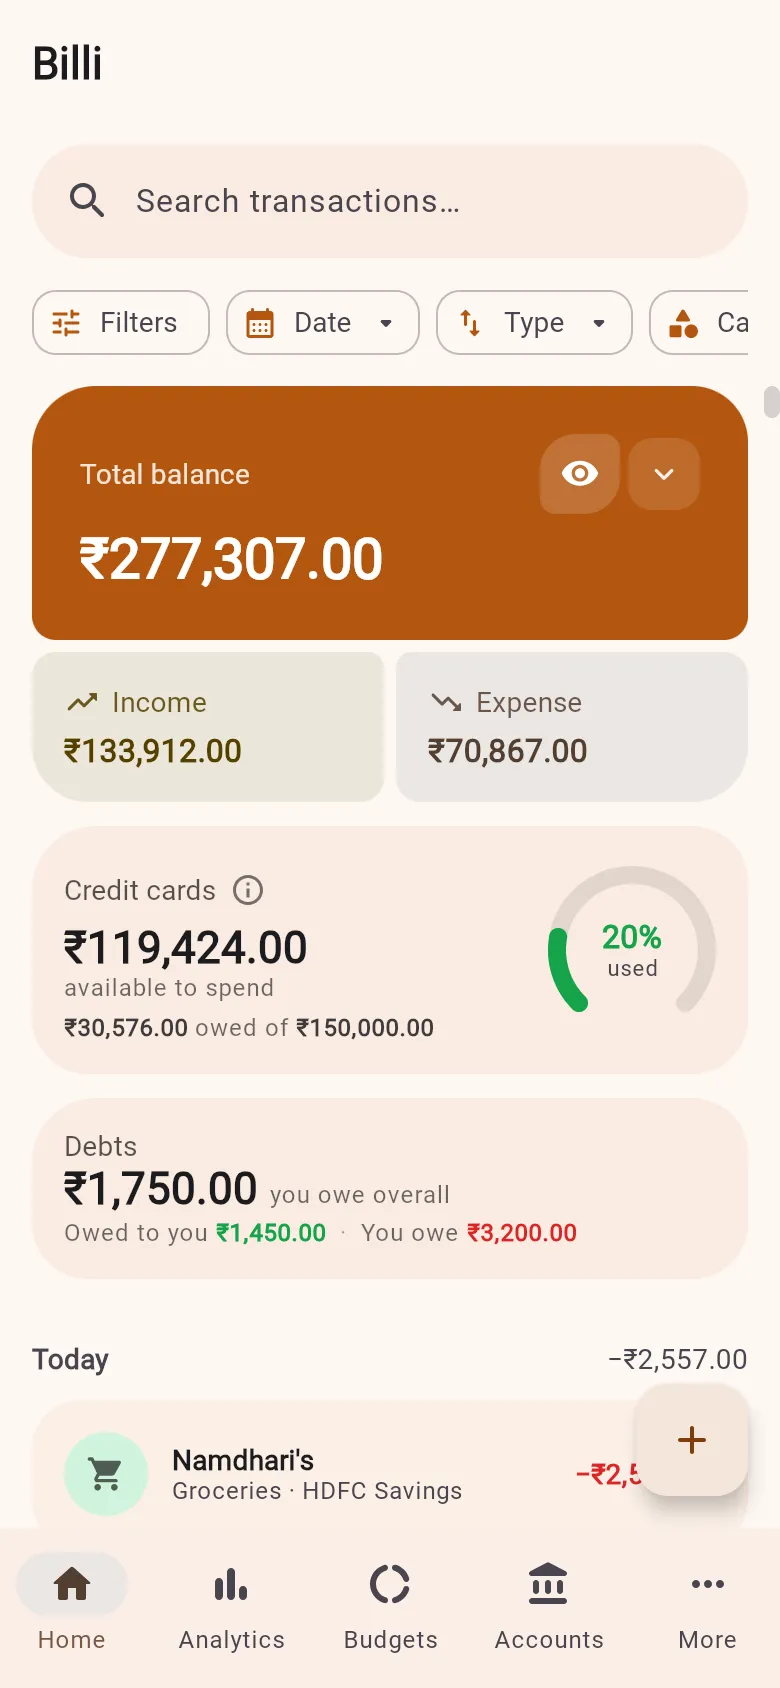 Billi
Search transactions…
Filters
Date
Type
Ca
Total balance
₹277,307.00
Income
₹133,912.00
Expense
₹70,867.00
Credit cards
₹119,424.00
available to spend
₹30,576.00 owed of ₹150,000.00
20%
used
Debts
₹1,750.00 you owe overall
Owed to you ₹1,450.00 · You owe ₹3,200.00
Today
−₹2,557.00
Namdhari's
Groceries · HDFC Savings
−₹2,5
Home
Analytics
Budgets
Accounts
More